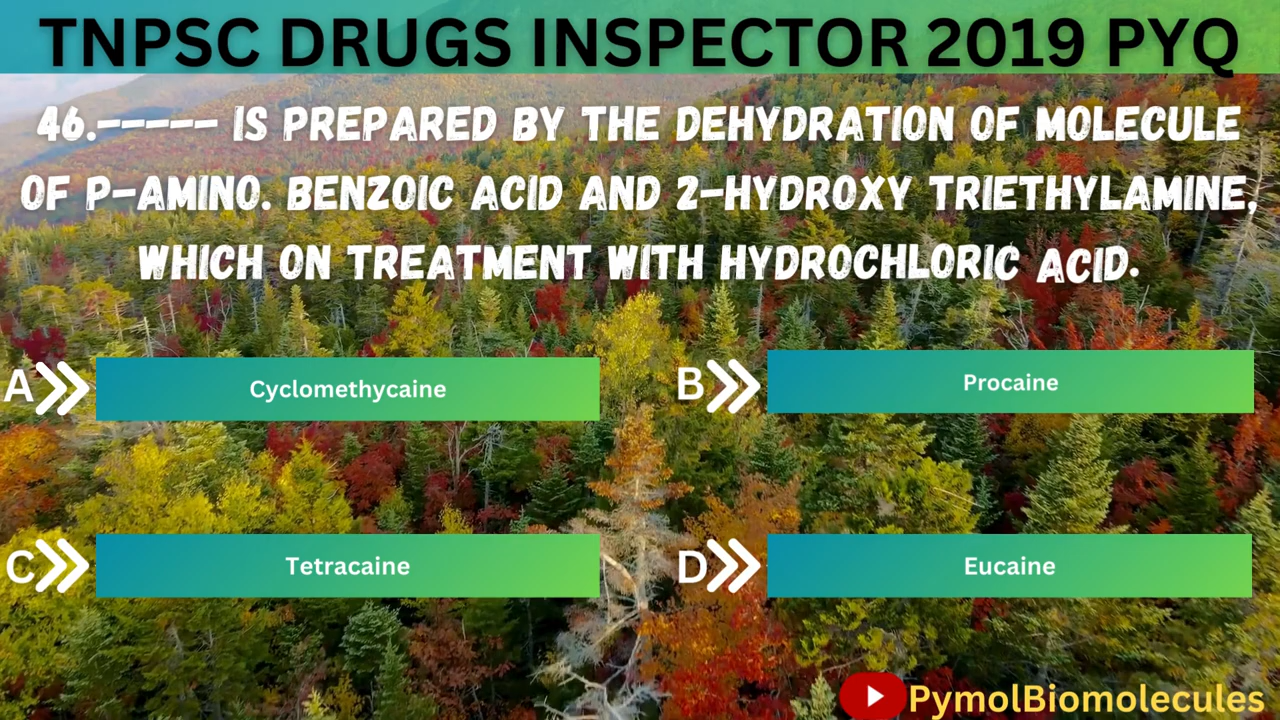 TNPSC DRUGS INSPECTOR 2019 PYQ
46.----- IS PREPARED BY THE DEHYDRATION OF MOLECULE
OF P-AMINO. BENZOIC ACID AND 2-HYDROXY TRIETHYLAMINE,
WHICH ON TREATMENT WITH HYDROCHLORIC ACID.
A Cyclomethycaine
B Procaine
C Tetracaine
D Eucaine
PymolBiomolecules